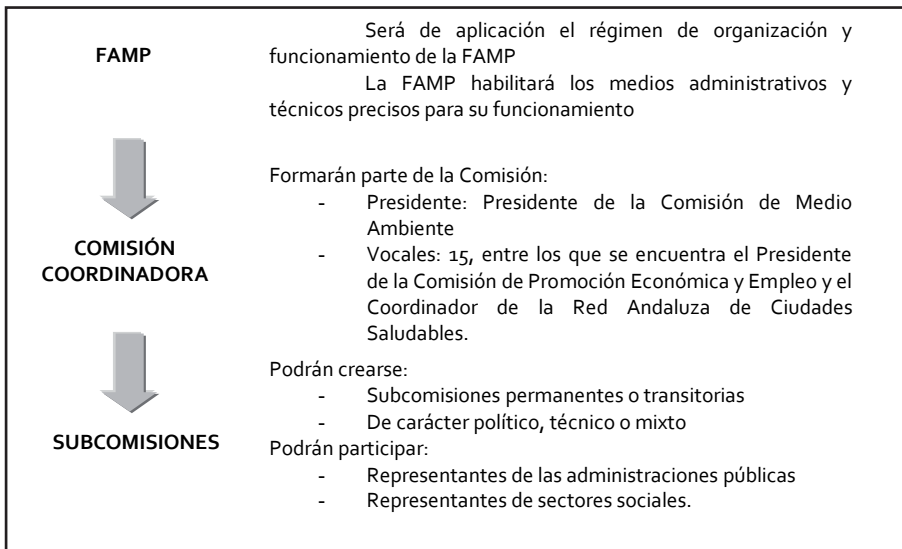 FAMP
Será de aplicación el régimen de organización y
funcionamiento de la FAMP
La FAMP habilitará los medios administrativos y
técnicos precisos para su funcionamiento
COMISIÓN
COORDINADORA
Formarán parte de la Comisión:
- Presidente: Presidente de la Comisión de Medio
Ambiente
- Vocales: 15, entre los que se encuentra el Presidente
de la Comisión de Promoción Económica y Empleo y el
Coordinador de la Red Andaluza de Ciudades
Saludables.
SUBCOMISIONES
Podrán crearse:
- Subcomisiones permanentes o transitorias
- De carácter político, técnico o mixto
Podrán participar:
- Representantes de las administraciones públicas
- Representantes de sectores sociales.